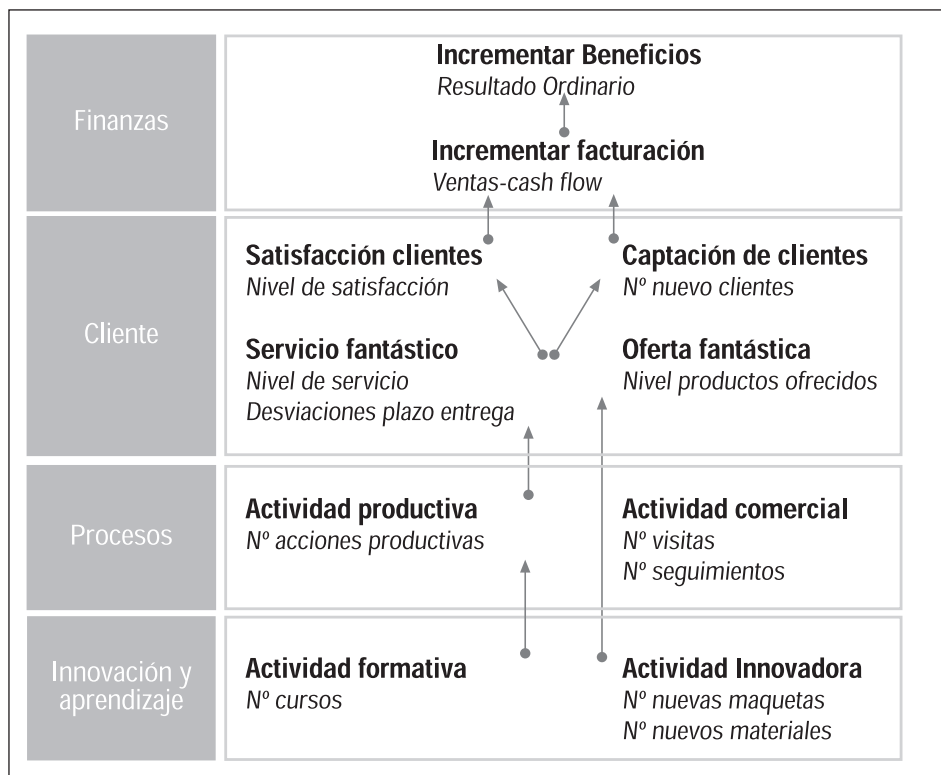 Finanzas
Incrementar Beneficios
Resultado Ordinario
Incrementar facturación
Ventas-cash flow
Cliente
Satisfacción clientes
Nivel de satisfacción
Captación de clientes
Nº nuevo clientes
Servicio fantástico
Nivel de servicio
Desviaciones plazo entrega
Oferta fantástica
Nivel productos ofrecidos
Procesos
Actividad productiva
Nº acciones productivas
Actividad comercial
Nº visitas
Nº seguimientos
Innovación y
aprendizaje
Actividad formativa
Nº cursos
Actividad Innovadora
Nº nuevas maquetas
Nº nuevos materiales